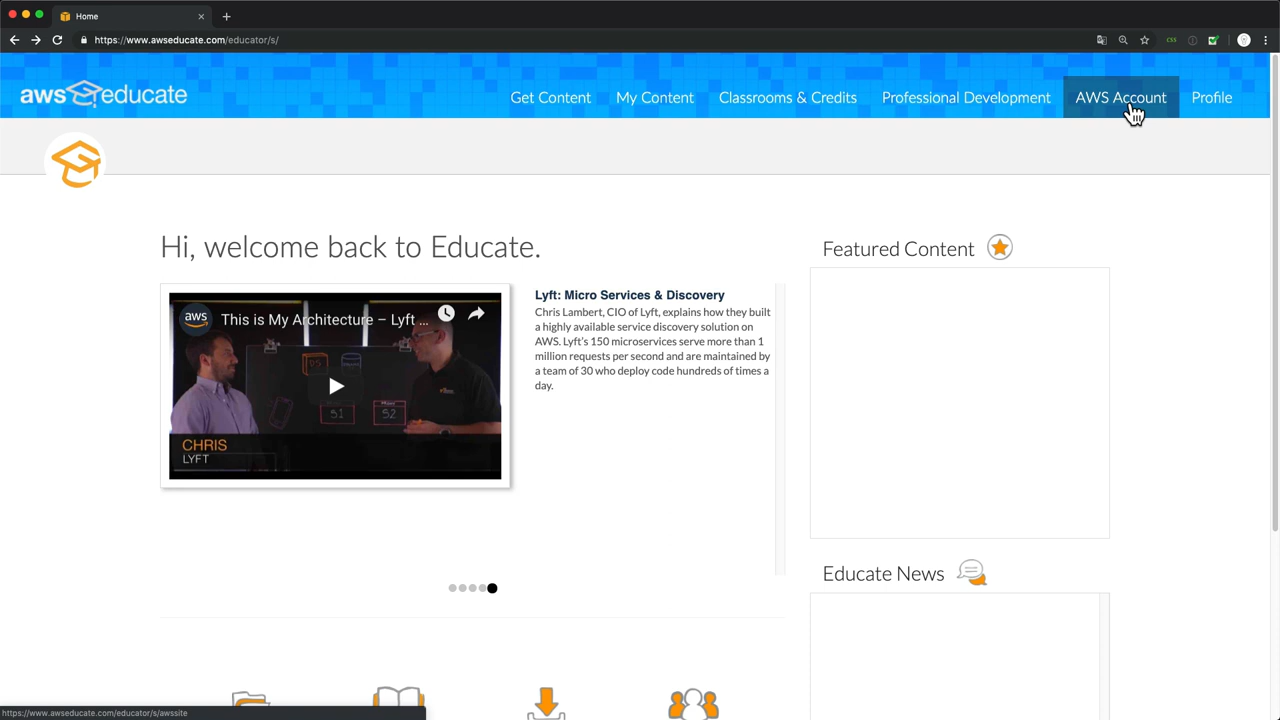 Home
https://www.awseducate.com/educator/s/
CSS
aws educate
Get Content
My Content
Classrooms & Credits
Professional Development
AWS Account
Profile
Hi, welcome back to Educate.
Featured Content
aws
This is My Architecture – Lyft ...
S1
S2
CHRIS
LYFT
Lyft: Micro Services & Discovery
Chris Lambert, CIO of Lyft, explains how they built
a highly available service discovery solution on
AWS. Lyft's 150 microservices serve more than 1
million requests per second and are maintained by
a team of 30 who deploy code hundreds of times a
day.
Educate News
https://www.awseducate.com/educator/s/awssite